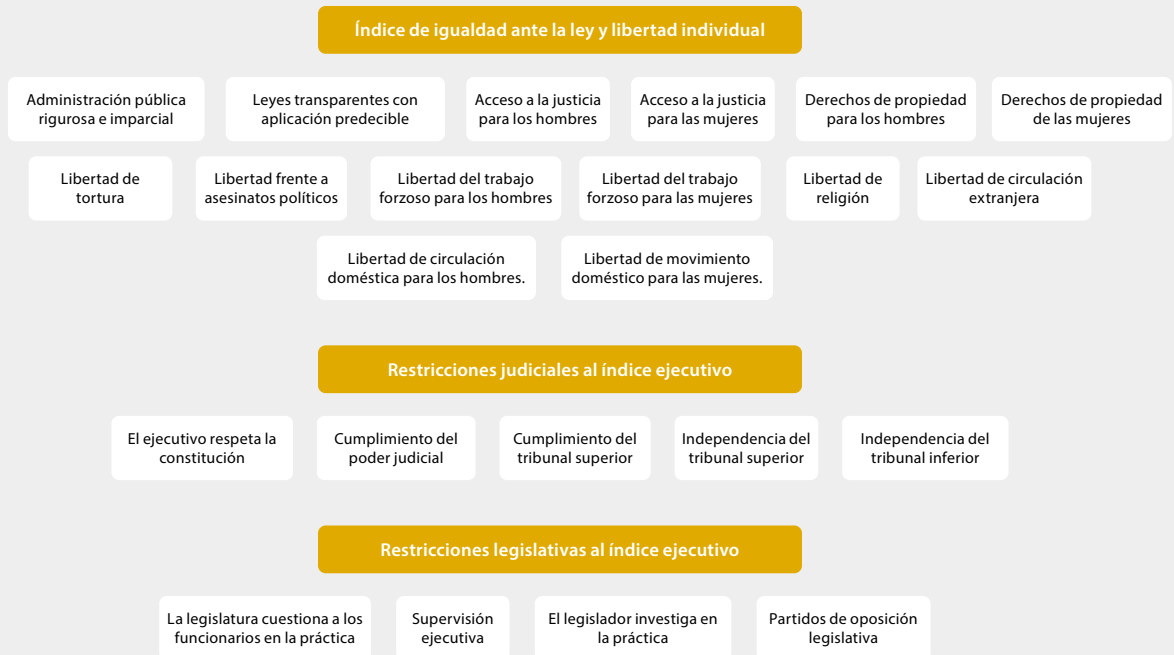 Índice de igualdad ante la ley y libertad individual
Administración pública
rigurosa e imparcial
Leyes transparentes con
aplicación predecible
Acceso a la justicia
para los hombres
Acceso a la justicia
para las mujeres
Derechos de propiedad
para los hombres
Derechos de propiedad
de las mujeres
Libertad de
tortura
Libertad frente a
asesinatos políticos
Libertad del trabajo
forzoso para los hombres
Libertad del trabajo
forzoso para las mujeres
Libertad de
religión
Libertad de circulación
extranjera
Libertad de circulación
doméstica para los hombres.
Libertad de movimiento
doméstico para las mujeres.
Restricciones judiciales al índice ejecutivo
El ejecutivo respeta la
constitución
Cumplimiento del
poder judicial
Cumplimiento del
tribunal superior
Independencia del
tribunal superior
Independencia del
tribunal inferior
Restricciones legislativas al índice ejecutivo
La legislatura cuestiona a los
funcionarios en la práctica
Supervisión
ejecutiva
El legislador investiga en
la práctica
Partidos de oposición
legislativa